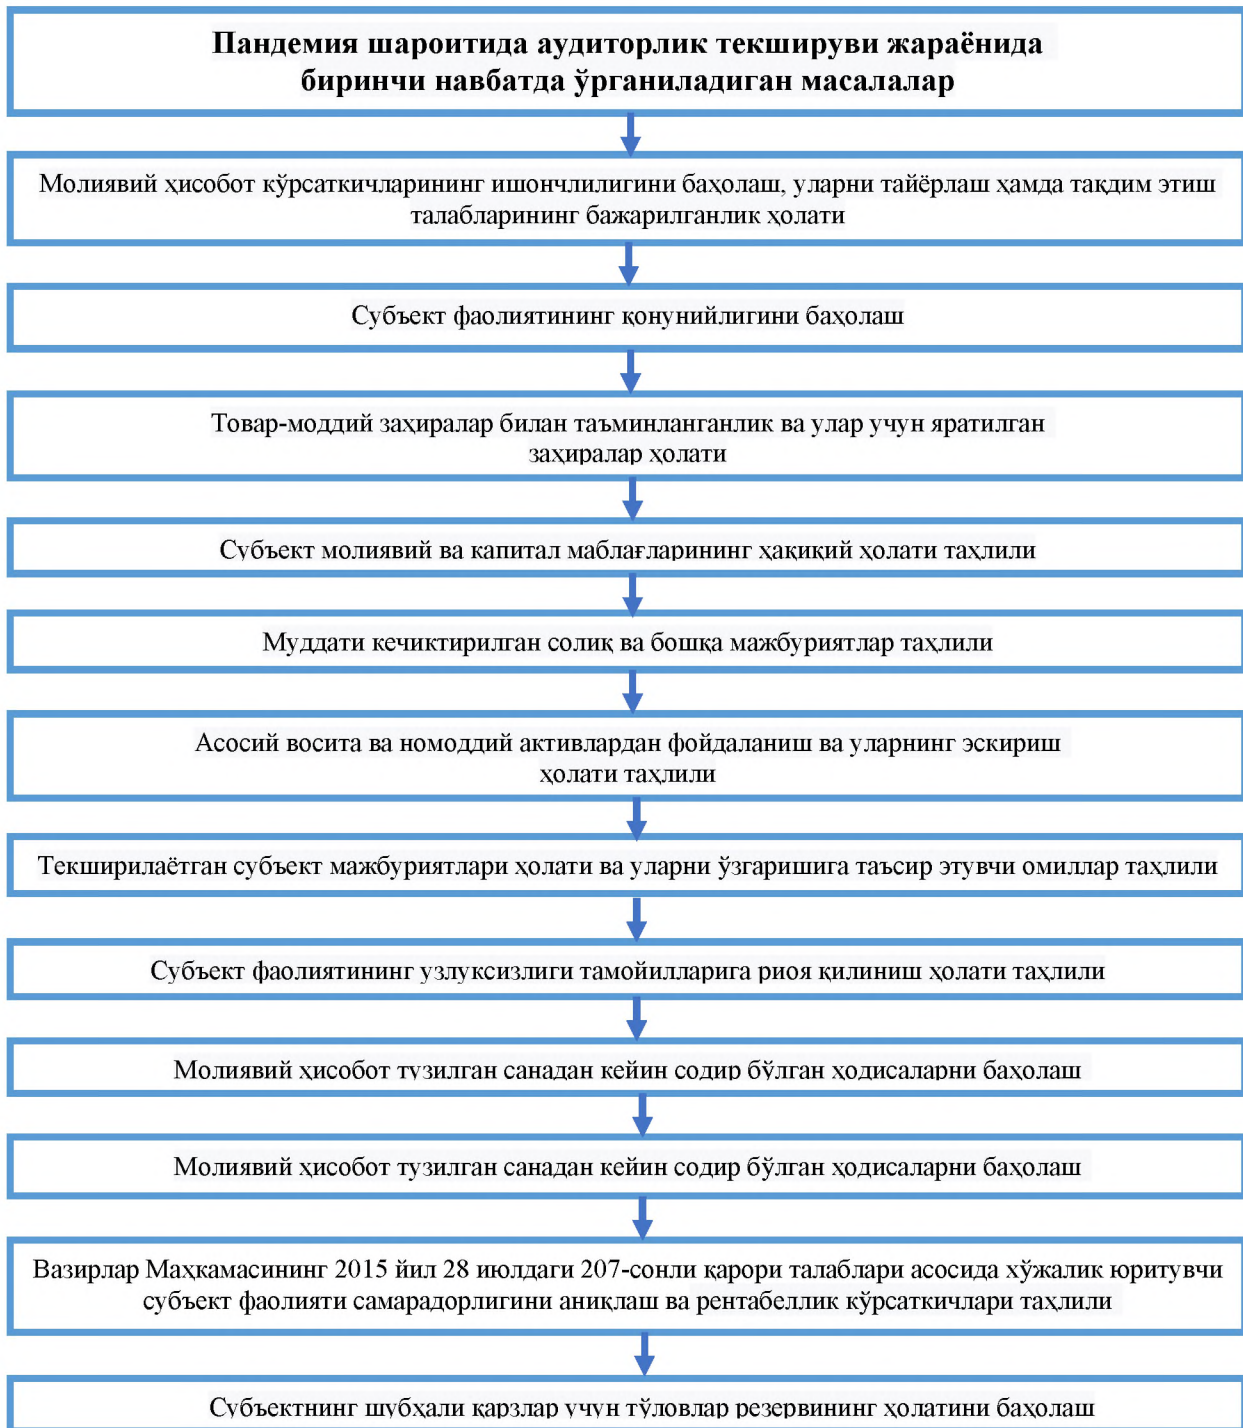 Пандемия шароитида аудиторлик текшируви жараёнида
биринчи навбатда ўрганиладиган масалалар
Молиявий ҳисобот кўрсаткичларининг ишончлилигини баҳолаш, уларни тайёрлаш ҳамда тақдим этиш
талабларининг бажарилганлик ҳолати
Субъект фаолиятининг қонунийлигини баҳолаш
Товар-моддий заҳиралар билан таъминланганлик ва улар учун яратилган
заҳиралар ҳолати
Субъект молиявий ва капитал маблағларининг ҳақиқий ҳолати таҳлили
Муддати кечиктирилган солиқ ва бошқа мажбуриятлар таҳлили
Асосий восита ва номоддий активлардан фойдаланиш ва уларнинг эскириш
ҳолати таҳлили
Текширилаётган субъект мажбуриятлари ҳолати ва уларни ўзгаришига таъсир этувчи омиллар таҳлили
Субъект фаолиятининг узлуксизлиги тамойилларига риоя қилиниш ҳолати таҳлили
Молиявий ҳисобот тузилган санадан кейин содир бўлган ҳодисаларни баҳолаш
Молиявий ҳисобот тузилган санадан кейин содир бўлган ҳодисаларни баҳолаш
Вазирлар Маҳкамасининг 2015 йил 28 июлдаги 207-сонли қарори талаблари асосида хўжалик юритувчи
субъект фаолияти самарадорлигини аниқлаш ва рентабеллик кўрсаткичлари таҳлили
Субъектнинг шубҳали қарзлар учун тўловлар резервининг ҳолатини баҳолаш